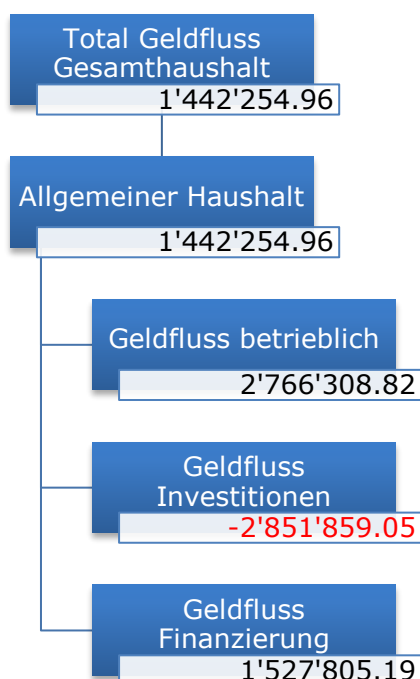 Total Geldfluss
Gesamthaushalt
1'442'254.96
Allgemeiner Haushalt
1'442'254.96
Geldfluss betrieblich
2'766'308.82
Geldfluss
Investitionen
-2'851'859.05
Geldfluss
Finanzierung
1'527'805.19